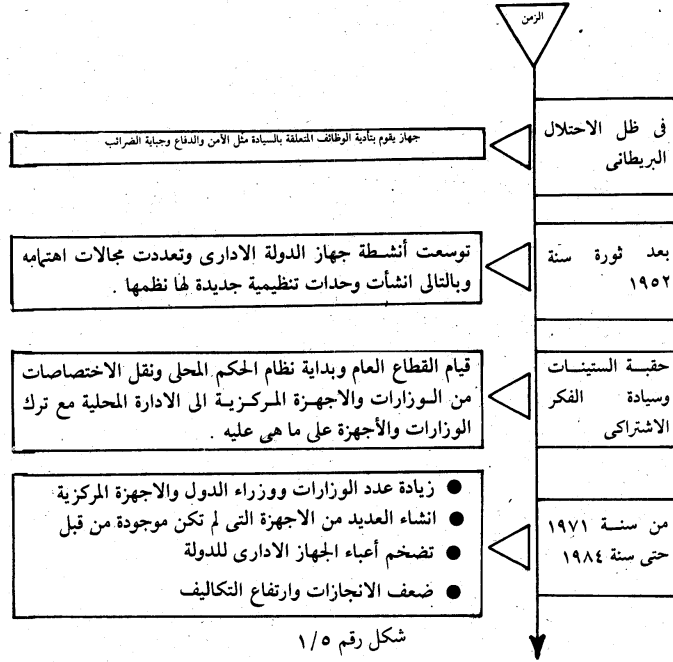 الزمن
فى ظل الاحتلال
البريطانى
جهاز يقوم بتأدية الوظائف المتعلقة بالسيادة مثل الأمن والدفاع وجباية الضرائب
بعد ثورة سنة
١٩٥٢
توسعت أنشطة جهاز الدولة الادارى وتعددت مجالات اهتمامه
وبالتالى انشأت وحدات تنظيمية جديدة لها نظمها .
حقبة الستينات
وسيادة الفكر
الاشتراكى
قيام القطاع العام وبداية نظام الحكم المحلى ونقل الاختصاصات
من الوزارات والاجهزة المركزية الى الادارة المحلية مع ترك
الوزارات والأجهزة على ما هى عليه .
من سنة ١٩٧١
حتى سنة ١٩٨٤
● زيادة عدد الوزارات ووزراء الدول والاجهزة المركزية
● انشاء العديد من الاجهزة التى لم تكن موجودة من قبل
● تضخم أعباء الجهاز الادارى للدولة
● ضعف الانجازات وارتفاع التكاليف
شكل رقم ١/٥